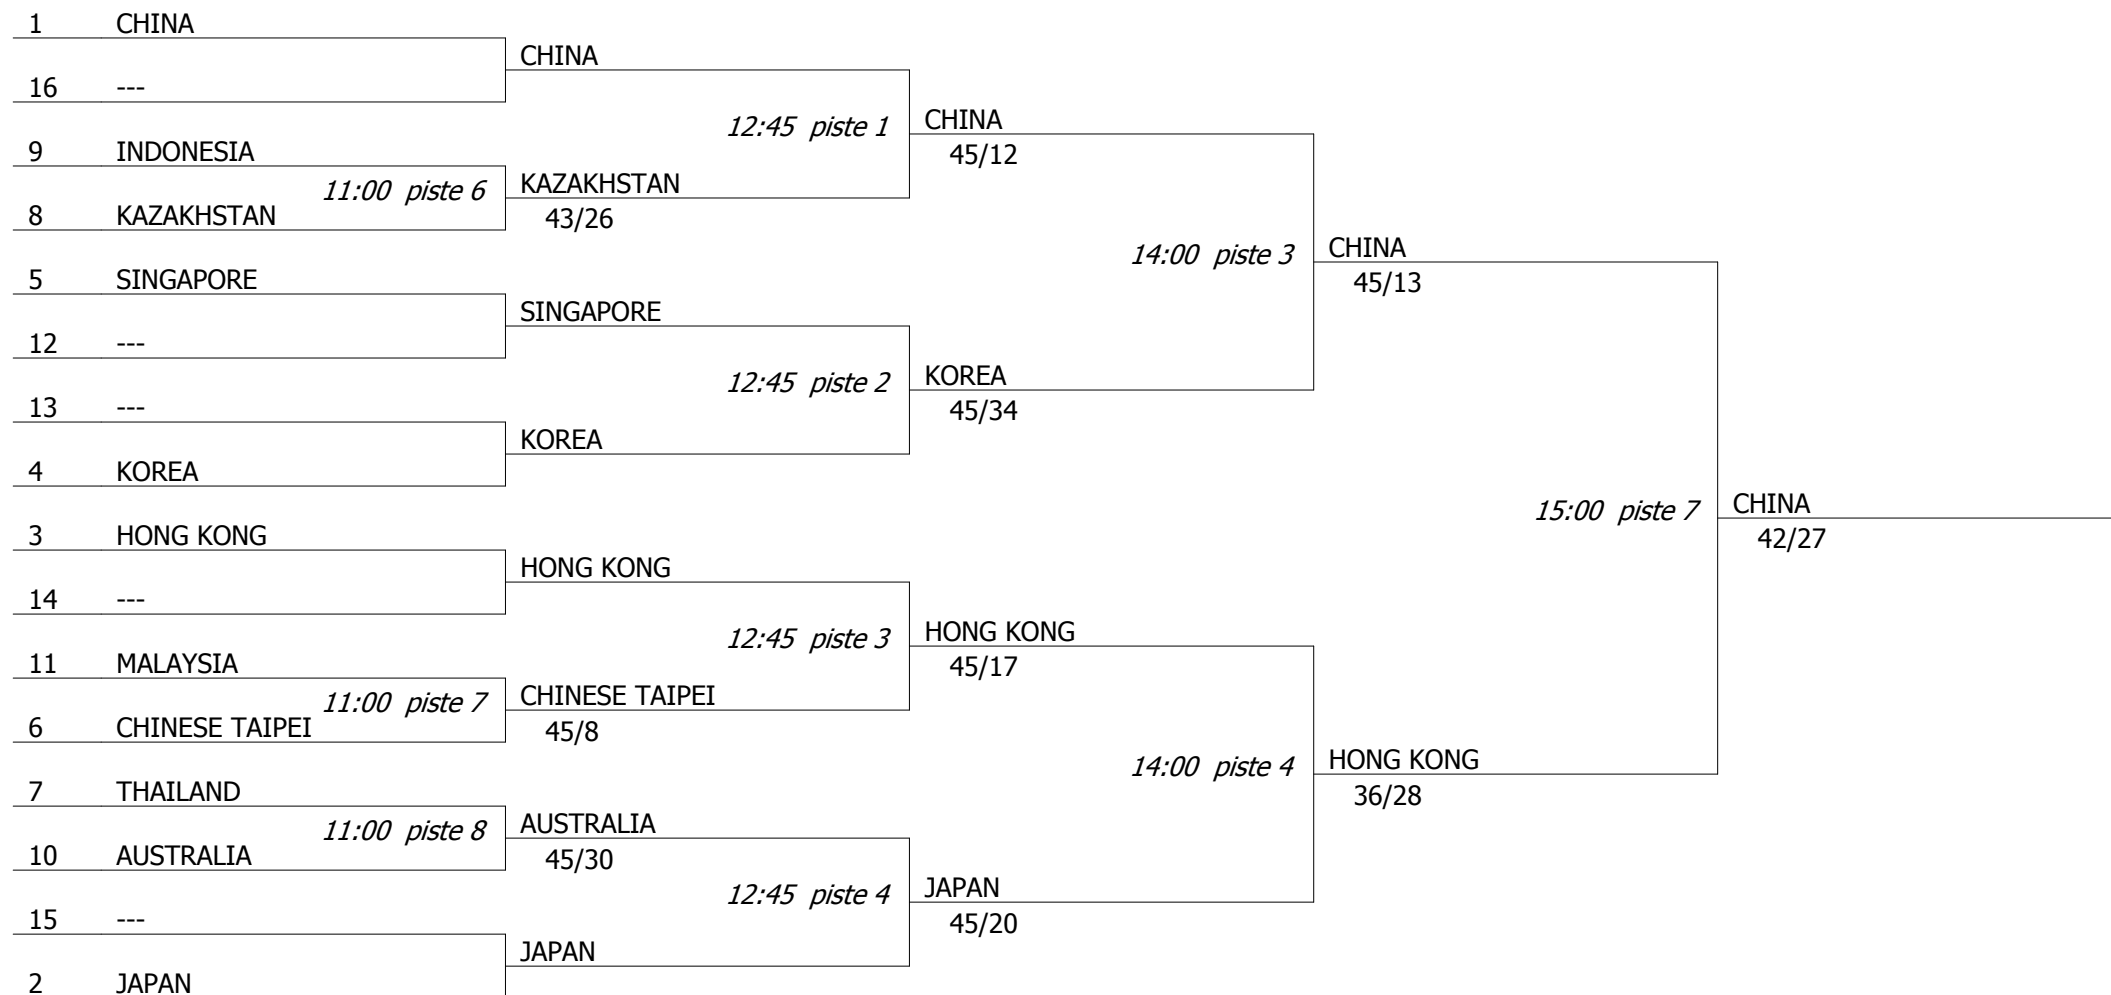 1 CHINA
CHINA
16 ---
12:45 piste 1 CHINA
9 INDONESIA 45/12
11:00 piste 6 KAZAKHSTAN
8 KAZAKHSTAN 43/26
14:00 piste 3 CHINA
5 SINGAPORE 45/13
SINGAPORE
12 ---
12:45 piste 2 KOREA
13 --- 45/34
KOREA
4 KOREA
15:00 piste 7 CHINA
3 HONG KONG 42/27
HONG KONG
14 ---
12:45 piste 3 HONG KONG
11 MALAYSIA 45/17
11:00 piste 7 CHINESE TAIPEI
6 CHINESE TAIPEI 45/8
14:00 piste 4 HONG KONG
7 THAILAND 36/28
11:00 piste 8 AUSTRALIA
10 AUSTRALIA 45/30
12:45 piste 4 JAPAN
15 --- 45/20
JAPAN
2 JAPAN